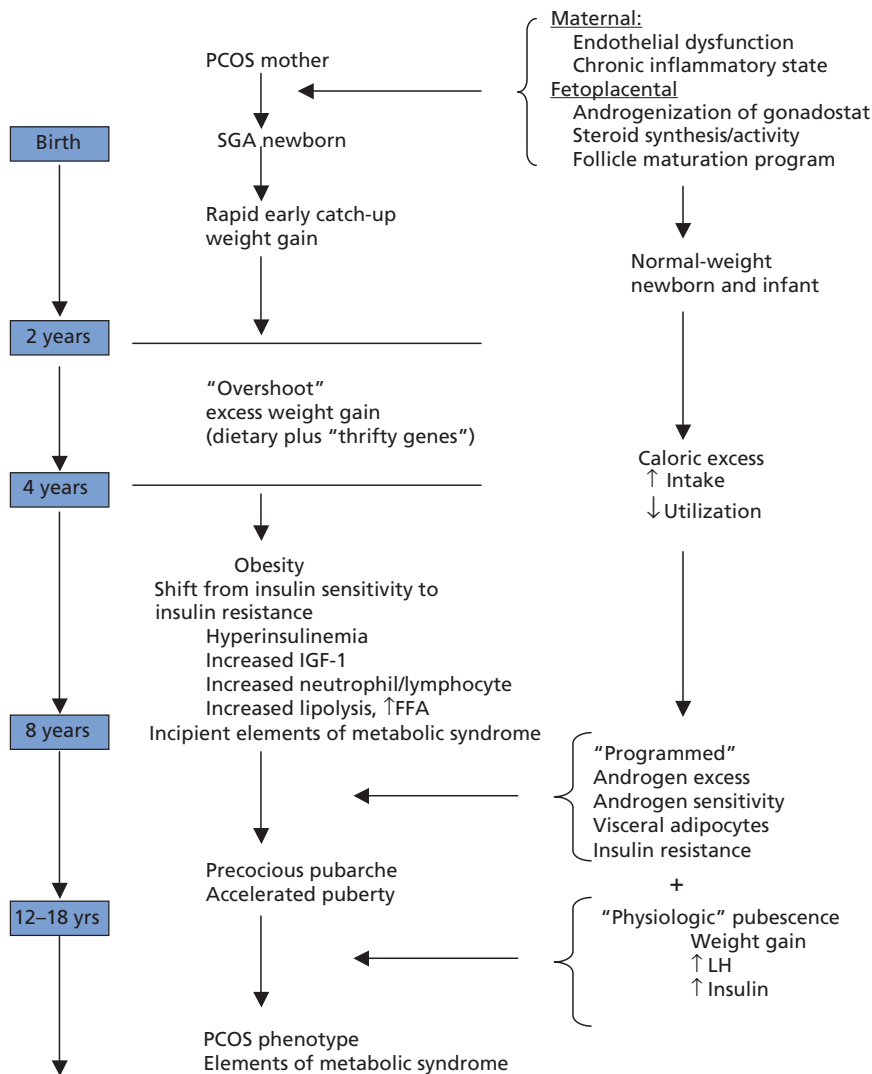 Maternal:
Endothelial dysfunction
Chronic inflammatory state
Fetoplacental
Androgenization of gonadostat
Steroid synthesis/activity
Follicle maturation program
PCOS mother
Birth
SGA newborn
Rapid early catch-up
weight gain
Normal-weight
newborn and infant
2 years
"Overshoot"
excess weight gain
(dietary plus "thrifty genes")
Caloric excess
↑ Intake
↓ Utilization
4 years
Obesity
Shift from insulin sensitivity to
insulin resistance
Hyperinsulinemia
Increased IGF-1
Increased neutrophil/lymphocyte
Increased lipolysis, ↑FFA
Incipient elements of metabolic syndrome
8 years
"Programmed"
Androgen excess
Androgen sensitivity
Visceral adipocytes
Insulin resistance
+
Precocious pubarche
Accelerated puberty
12–18 yrs
"Physiologic" pubescence
Weight gain
↑ LH
↑ Insulin
PCOS phenotype
Elements of metabolic syndrome